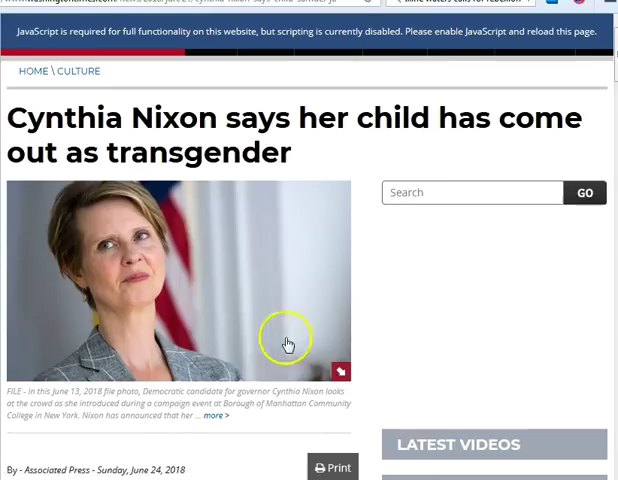 JavaScript is required for full functionality on this website, but scripting is currently disabled. Please enable JavaScript and reload this page.
HOME \ CULTURE
Cynthia Nixon says her child has come
out as transgender
Search
GO
FILE - In this June 13, 2018 file photo, Democratic candidate for governor Cynthia Nixon looks
at the crowd as she introduced during a campaign event at Borough of Manhattan Community
College in New York. Nixon has announced that her ... more >
LATEST VIDEOS
By - Associated Press - Sunday, June 24, 2018
Print